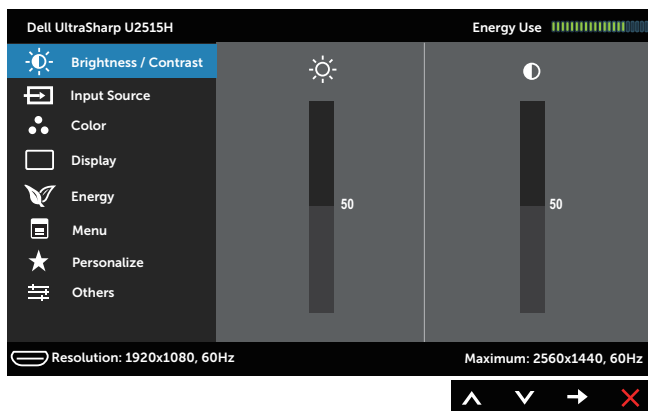 Dell UltraSharp U2515H
Energy Use
Brightness / Contrast
Input Source
Color
Display
Energy
Menu
Personalize
Others
50
50
Resolution: 1920x1080, 60Hz
Maximum: 2560x1440, 60Hz